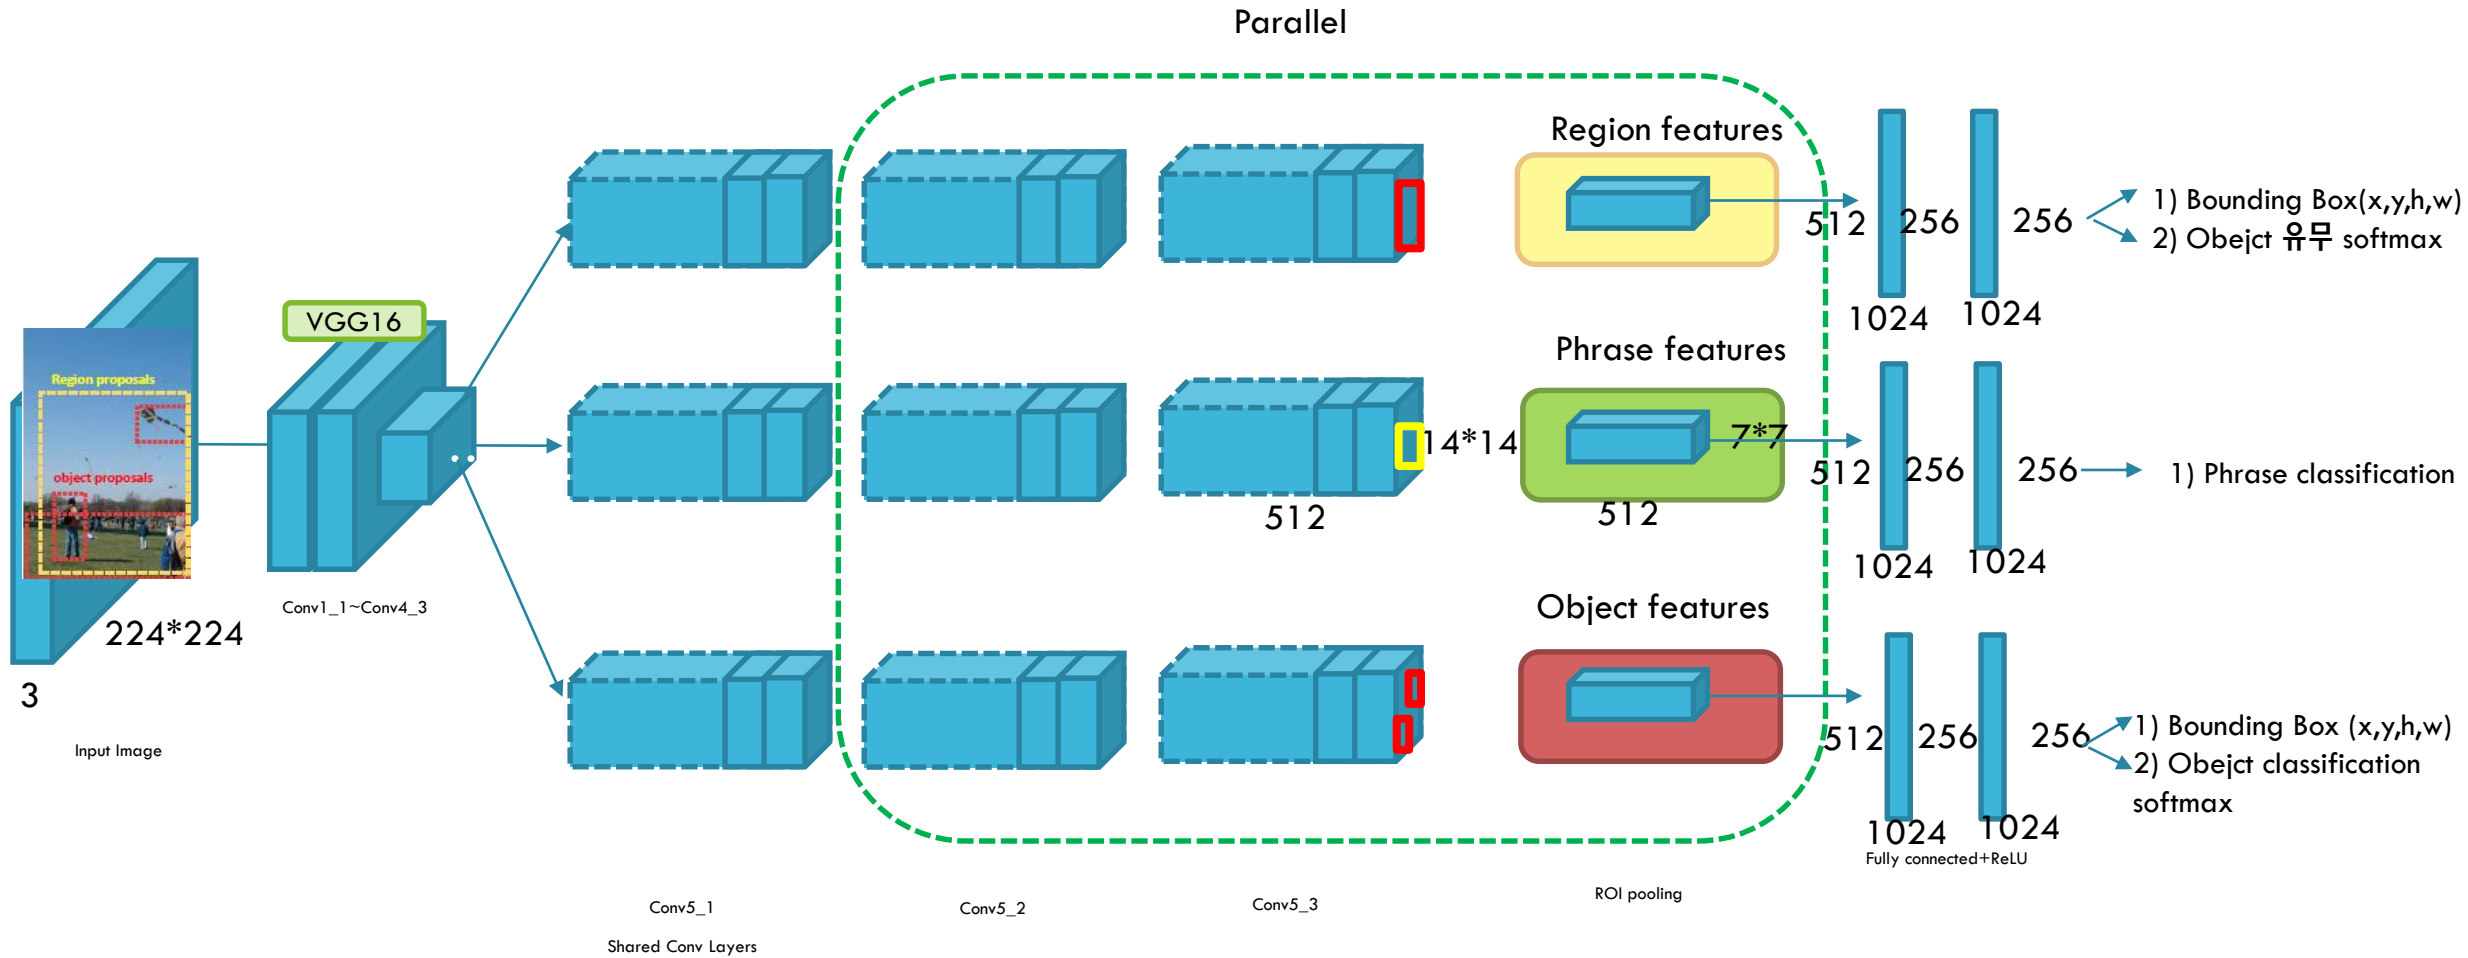 Parallel
Region features
512
256
256
1024
1024
1) Bounding Box(x,y,h,w)
2) Obejct 유무 softmax
VGG16
Region proposals
object proposals
224*224
3
Input Image
Conv1_1~Conv4_3
Phrase features
14*14
7*7
512
512
512
256
256
1024
1024
1) Phrase classification
Object features
512
256
256
1024
1024
1) Bounding Box (x,y,h,w)
2) Obejct classification
softmax
Fully connected+ReLU
ROI pooling
Conv5_1
Conv5_2
Conv5_3
Shared Conv Layers